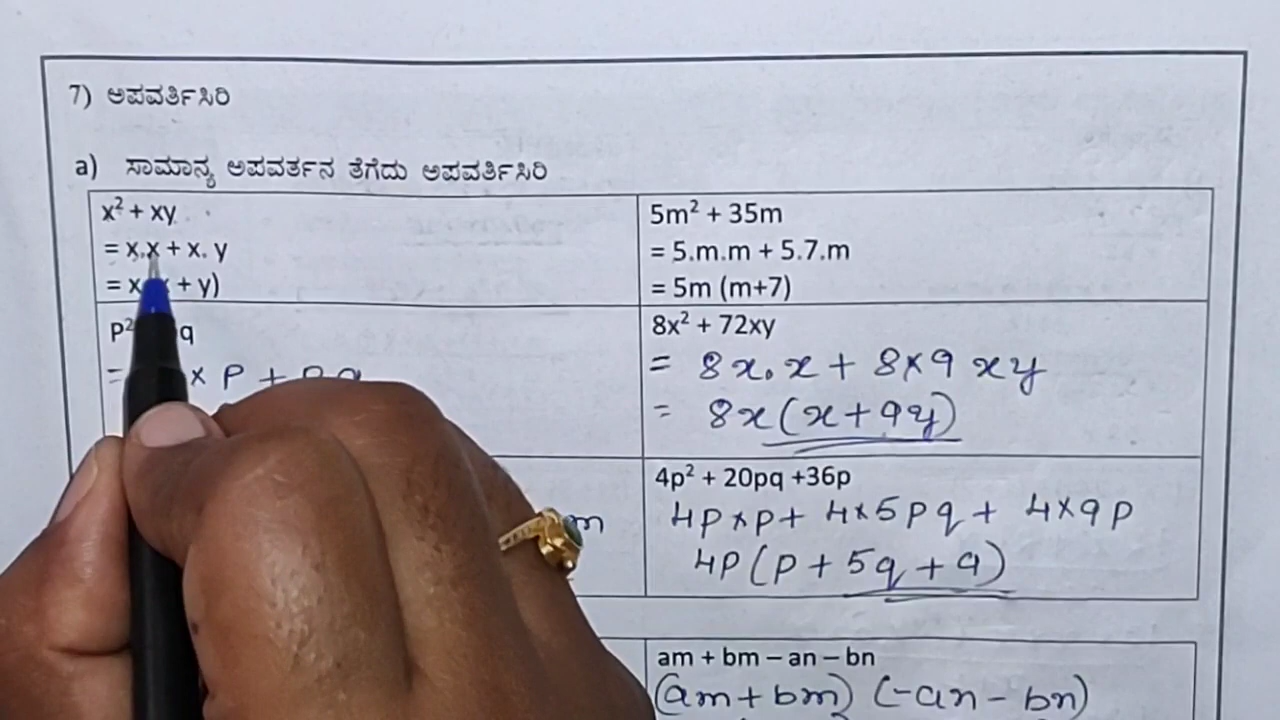 7) ಅಪವರ್ತಿಸಿರಿ
a) ಸಾಮಾನ್ಯ ಅಪವರ್ತನ ತೆಗೆದು ಅಪವರ್ತಿಸಿರಿ
x² + xy
= x.x + x. y
= x + y)
5m² + 35m
= 5.m.m + 5.7.m
= 5m (m+7)
p² q
= × P +
8x² + 72xy
= 8x.x + 8×9 xy
= 8x(x+9y)
m
4p² + 20pq +36p
4P×P+ 4×5Pq+ 4×9P
4P(P+5q+9)
am + bm – an – bn
(am+bm) (-an - bn)